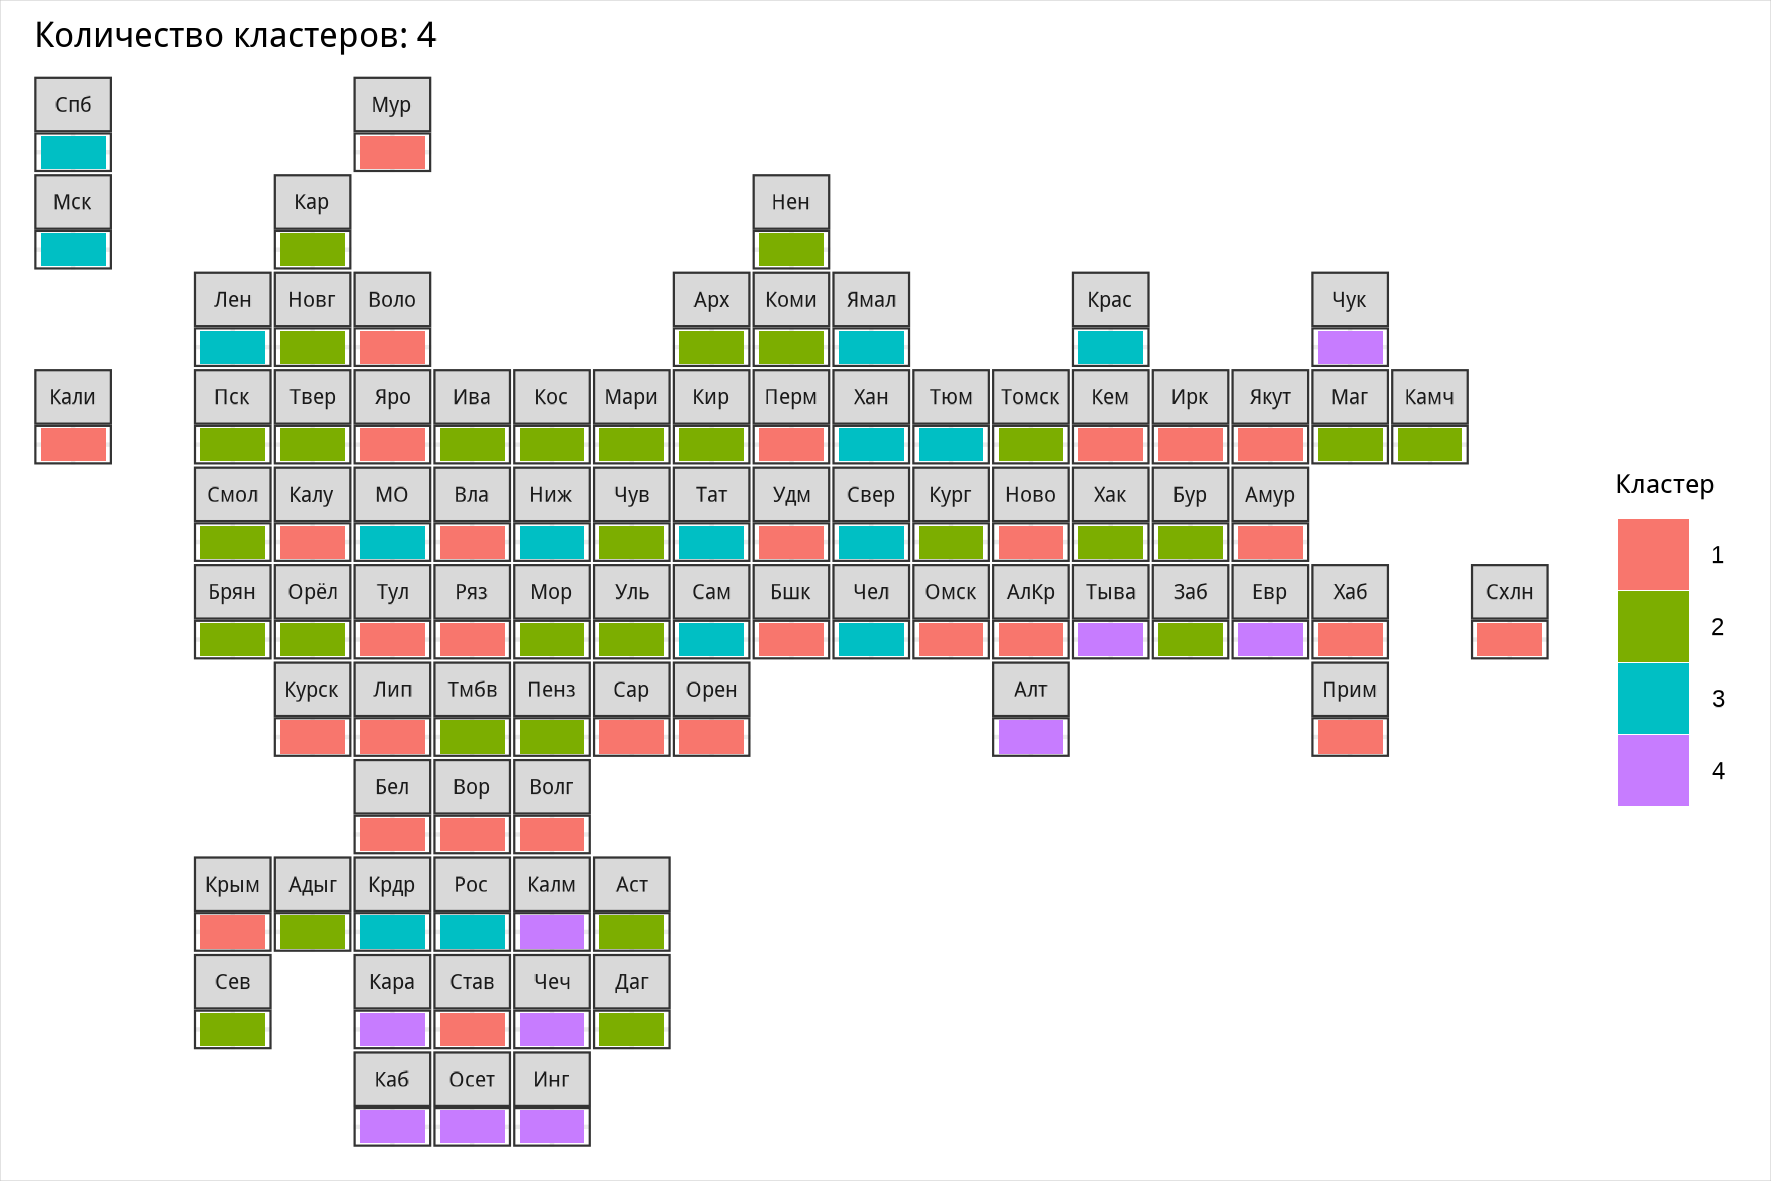 Количество кластеров: 4
Спб Мур
Мск Кар Нен
Лен Новг Воло Арх Коми Ямал Крас Чук
Кали Пск Твер Яро Ива Кос Мари Кир Перм Хан Тюм Томск Кем Ирк Якут Маг Камч
Смол Калу МО Вла Ниж Чув Тат Удм Свер Кург Ново Хак Бур Амур
Кластер
1
Брян Орёл Тул Ряз Мор Уль Сам Бшк Чел Омск АлКр Тыва Заб Евр Хаб Схлн
2
Курск Лип Тмбв Пенз Сар Орен Алт Прим
3
4
Бел Вор Волг
Крым Адыг Крдр Рос Калм Аст
Сев Кара Став Чеч Даг
Каб Осет Инг